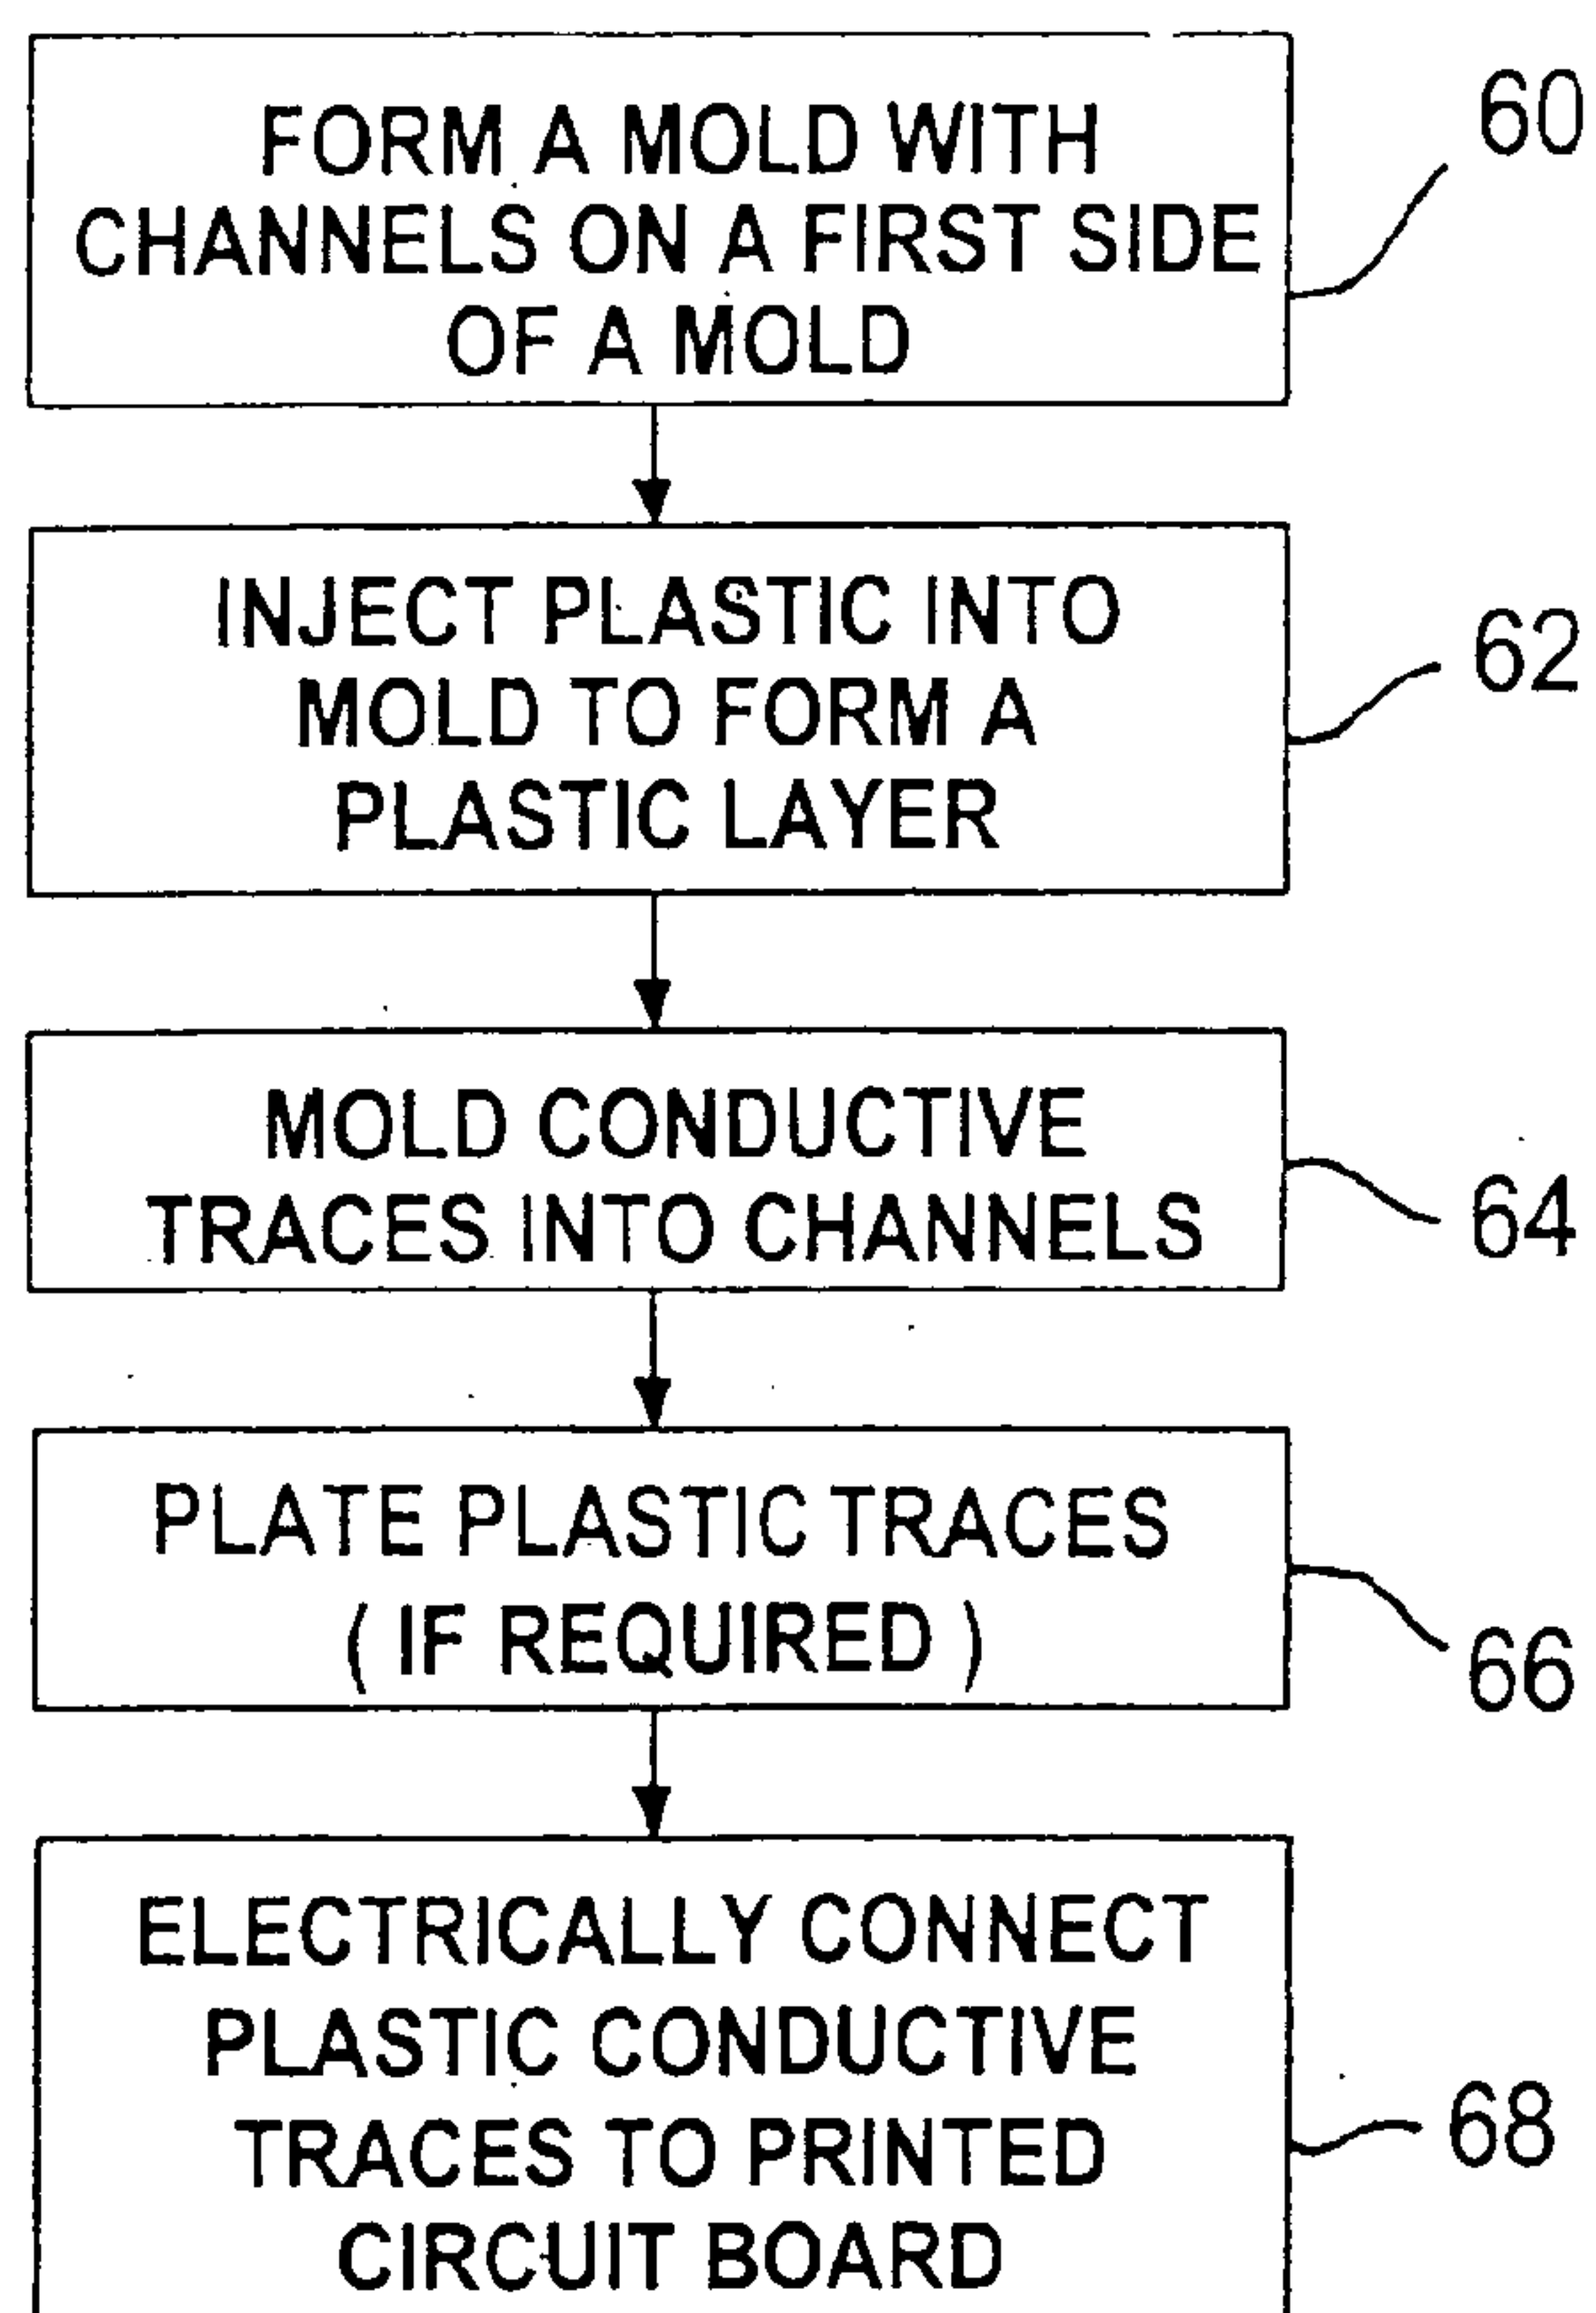 FORM A MOLD WITH
CHANNELS ON A FIRST SIDE
OF A MOLD
60
INJECT PLASTIC INTO
MOLD TO FORM A
PLASTIC LAYER
62
MOLD CONDUCTIVE
TRACES INTO CHANNELS
64
PLATE PLASTIC TRACES
( IF REQUIRED )
66
ELECTRICALLY CONNECT
PLASTIC CONDUCTIVE
TRACES TO PRINTED
CIRCUIT BOARD
68